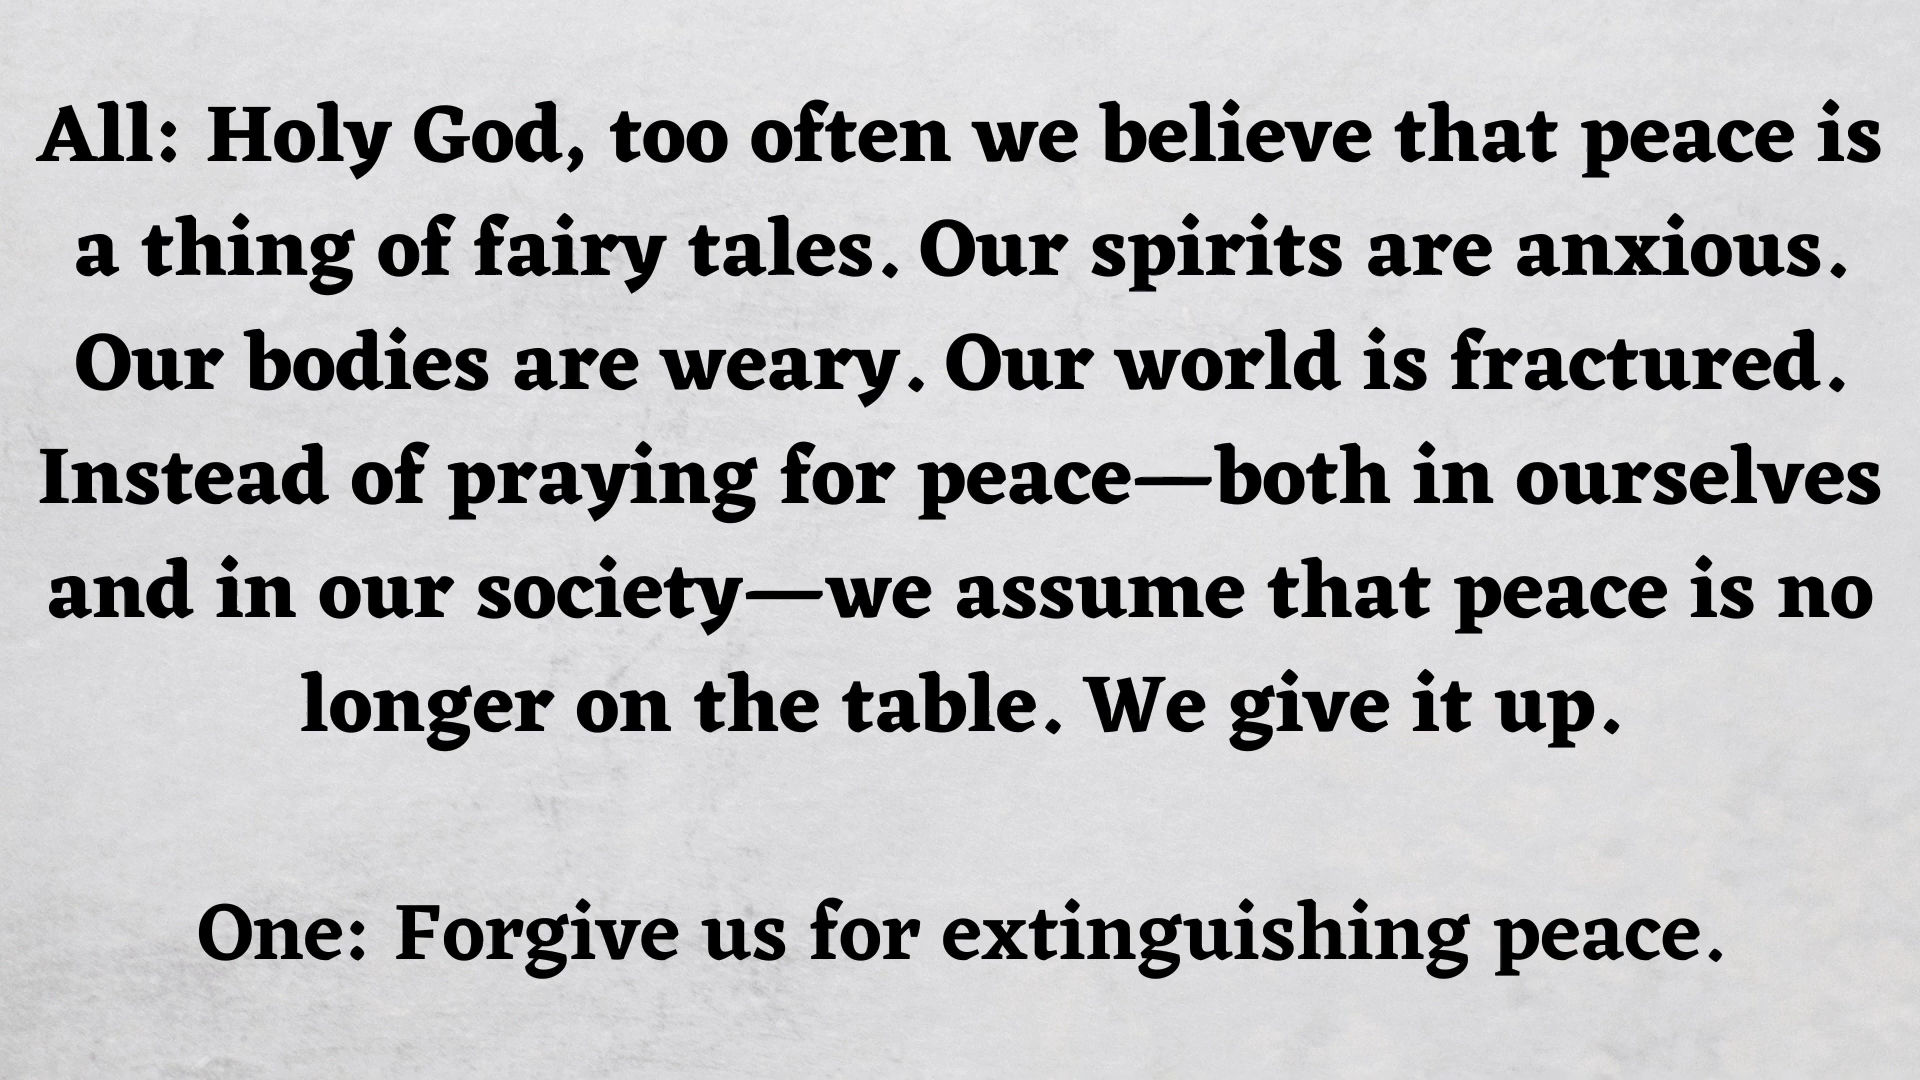 All: Holy God, too often we believe that peace is
a thing of fairy tales. Our spirits are anxious.
Our bodies are weary. Our world is fractured.
Instead of praying for peace—both in ourselves
and in our society—we assume that peace is no
longer on the table. We give it up.
One: Forgive us for extinguishing peace.